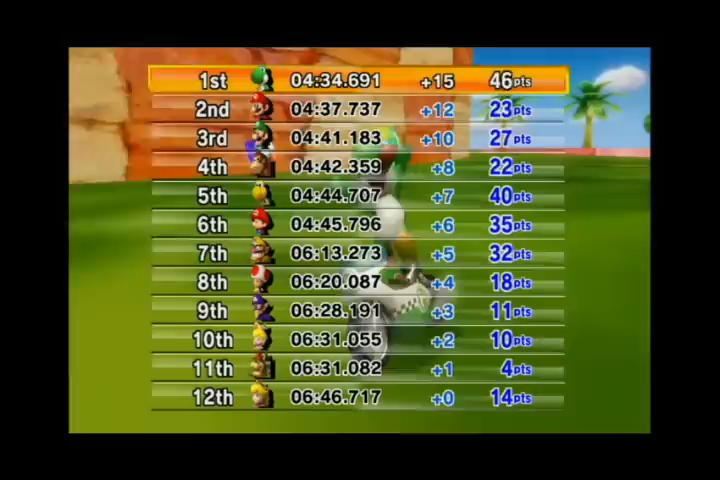 1st 04:34.691 +15 46pts
2nd 04:37.737 +12 23pts
3rd 04:41.183 +10 27pts
4th 04:42.359 +8 22pts
5th 04:44.707 +7 40pts
6th 04:45.796 +6 35pts
7th 06:13.273 +5 32pts
8th 06:20.087 +4 18pts
9th 06:28.191 +3 11pts
10th 06:31.055 +2 10pts
11th 06:31.082 +1 4pts
12th 06:46.717 +0 14pts